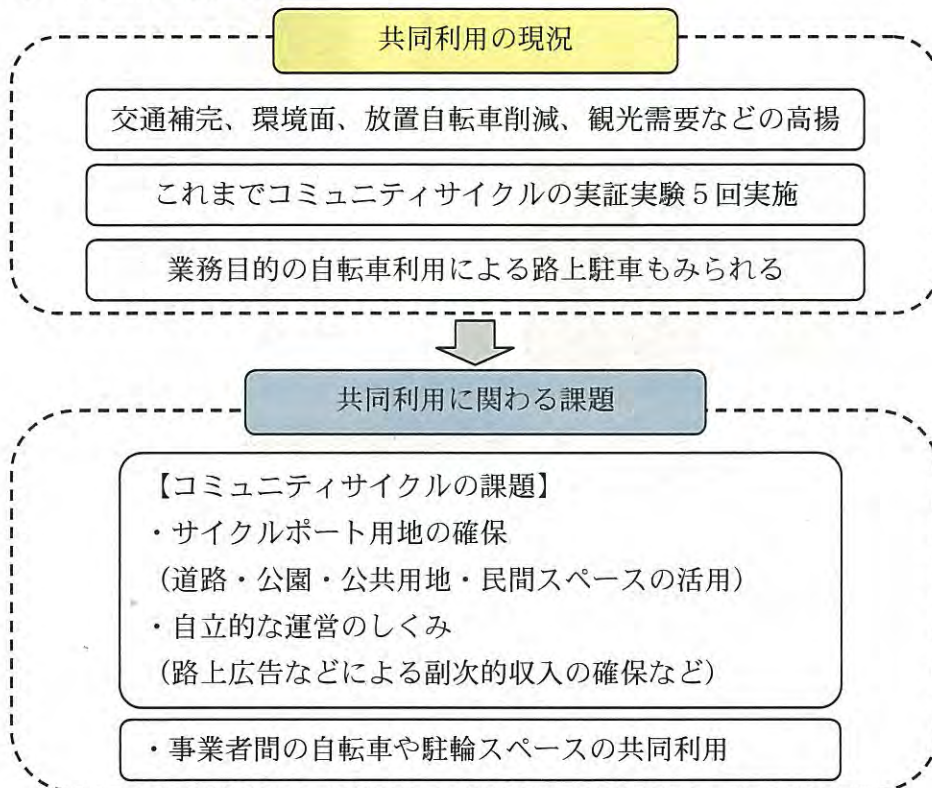 共同利用の現況
交通補完、環境面、放置自転車削減、観光需要などの高揚
これまでコミュニティサイクルの実証実験５回実施
業務目的の自転車利用による路上駐車もみられる
共同利用に関わる課題
【コミュニティサイクルの課題】
・サイクルポート用地の確保
（道路・公園・公共用地・民間スペースの活用）
・自立的な運営のしくみ
（路上広告などによる副次的収入の確保など）
・事業者間の自転車や駐輪スペースの共同利用